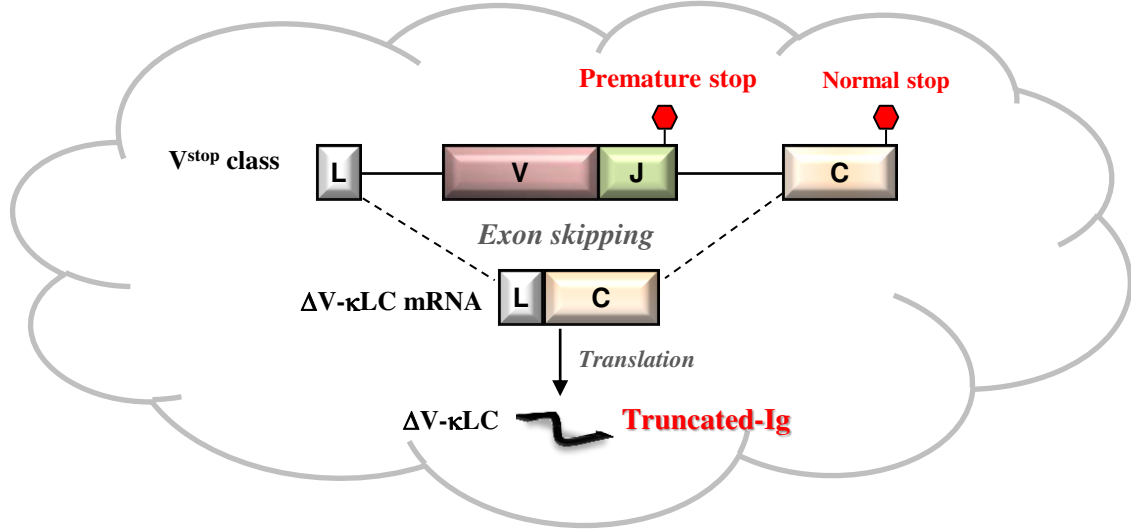 Premature stop
Normal stop
Vstop class
L
V
J
C
Exon skipping
ΔV-κLC mRNA
L
C
Translation
ΔV-κLC
Truncated-Ig